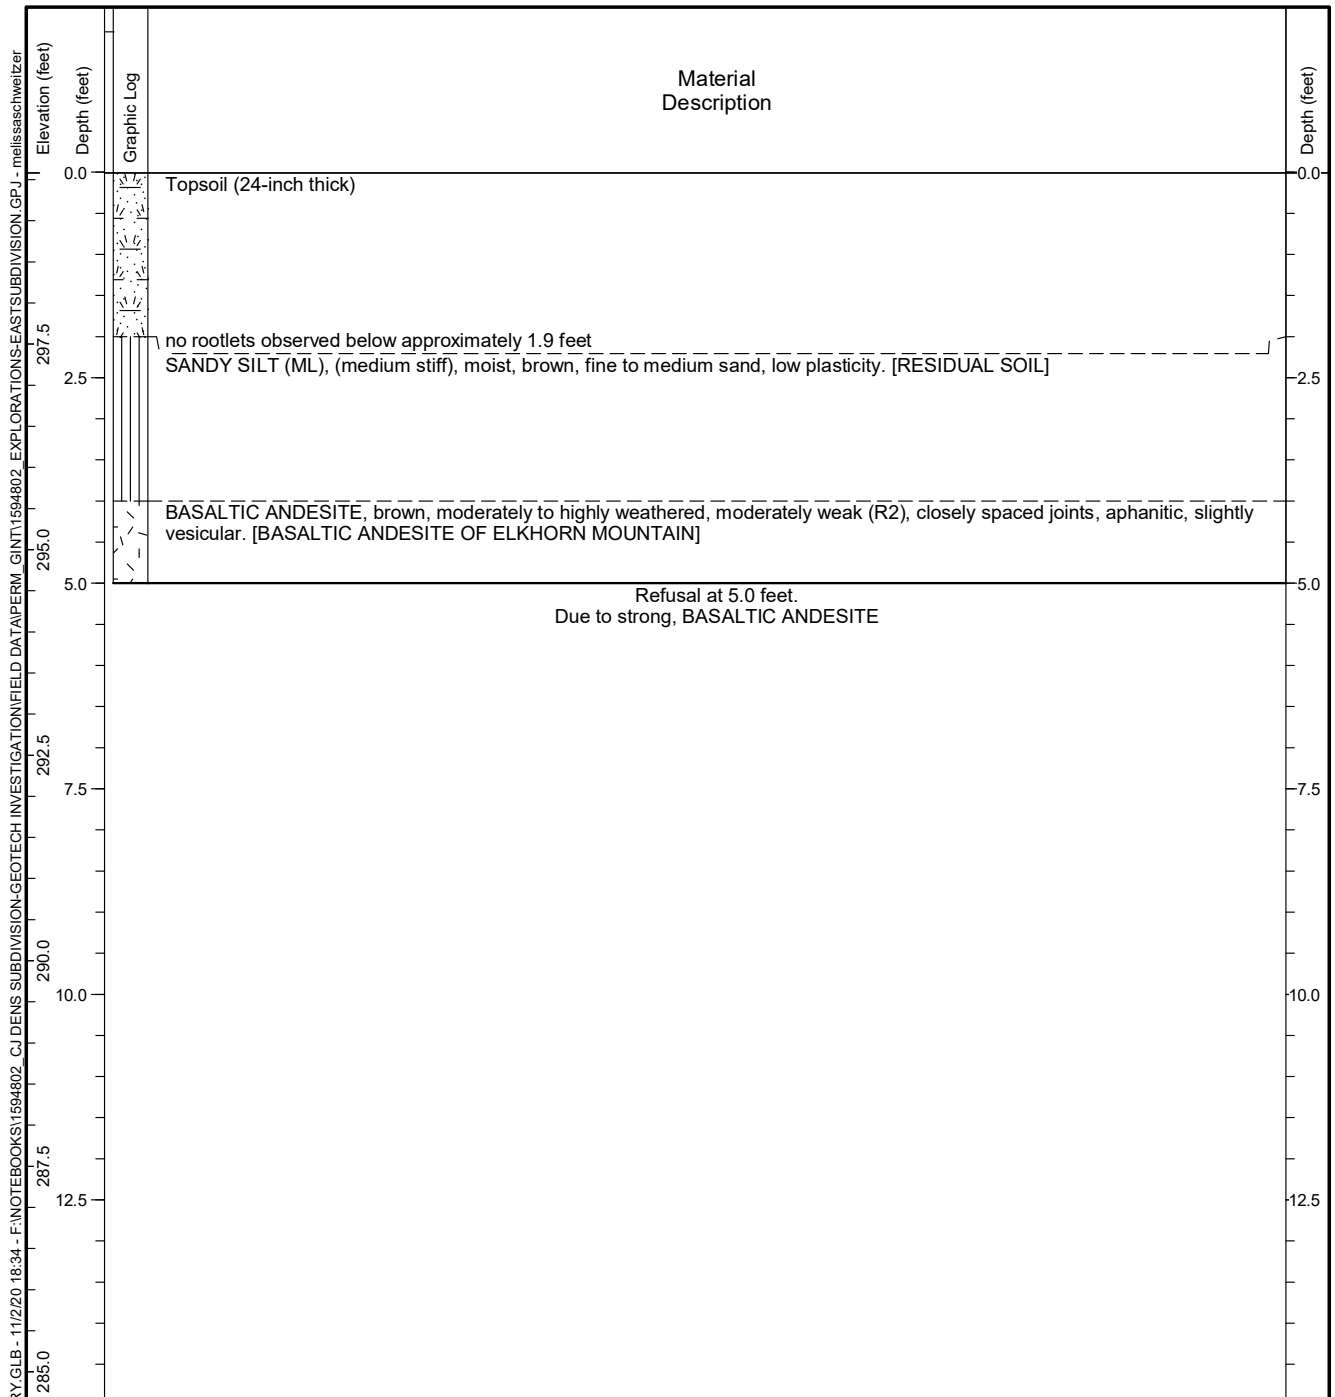 RY.GLB - 11/2/20 18:34 - F:\NOTEBOOKS\1594802_CJ DENS SUBDIVISION-GEOTECH INVESTIGATION\FIELD DATA\PERM_GINT\1594802_EXPLORATIONS-EASTSUBDIVISION.GPJ - melissaschweitzer
Elevation (feet)
Depth (feet)
Graphic Log
Material
Description
Depth (feet)
0.0
Topsoil (24-inch thick)
0.0
297.5
no rootlets observed below approximately 1.9 feet
SANDY SILT (ML), (medium stiff), moist, brown, fine to medium sand, low plasticity. [RESIDUAL SOIL]
2.5
2.5
BASALTIC ANDESITE, brown, moderately to highly weathered, moderately weak (R2), closely spaced joints, aphanitic, slightly
vesicular. [BASALTIC ANDESITE OF ELKHORN MOUNTAIN]
295.0
5.0
5.0
Refusal at 5.0 feet.
Due to strong, BASALTIC ANDESITE
292.5
7.5
7.5
290.0
10.0
10.0
287.5
12.5
12.5
285.0